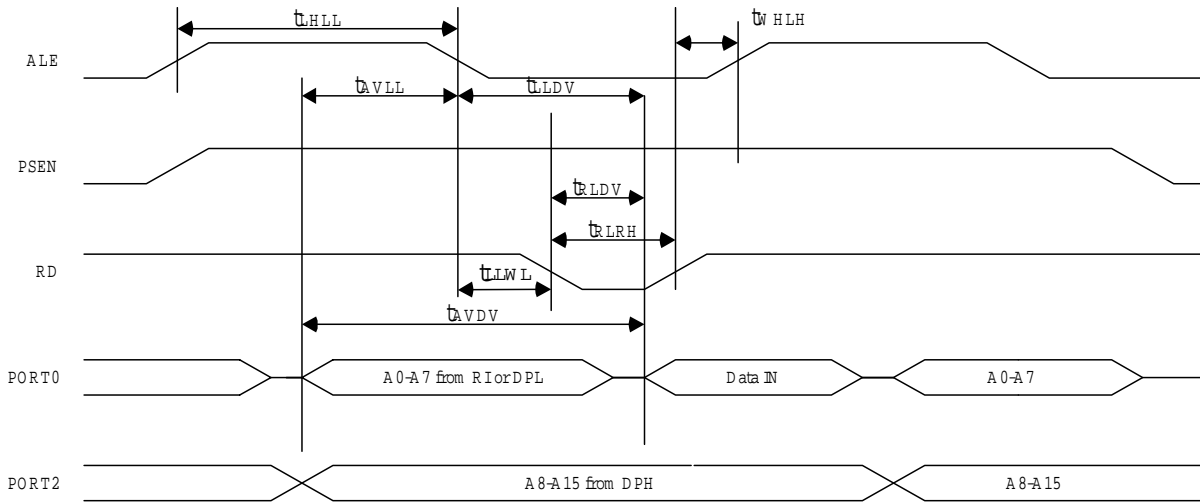 tLHLL
tWHLH
ALE
tAVLL
tLLDV
PSEN
tRLDV
tRLRH
RD
tLLWL
tAVDV
PORT0
A0-A7 from RI or DPL
Data IN
A0-A7
PORT2
A8-A15 from DPH
A8-A15